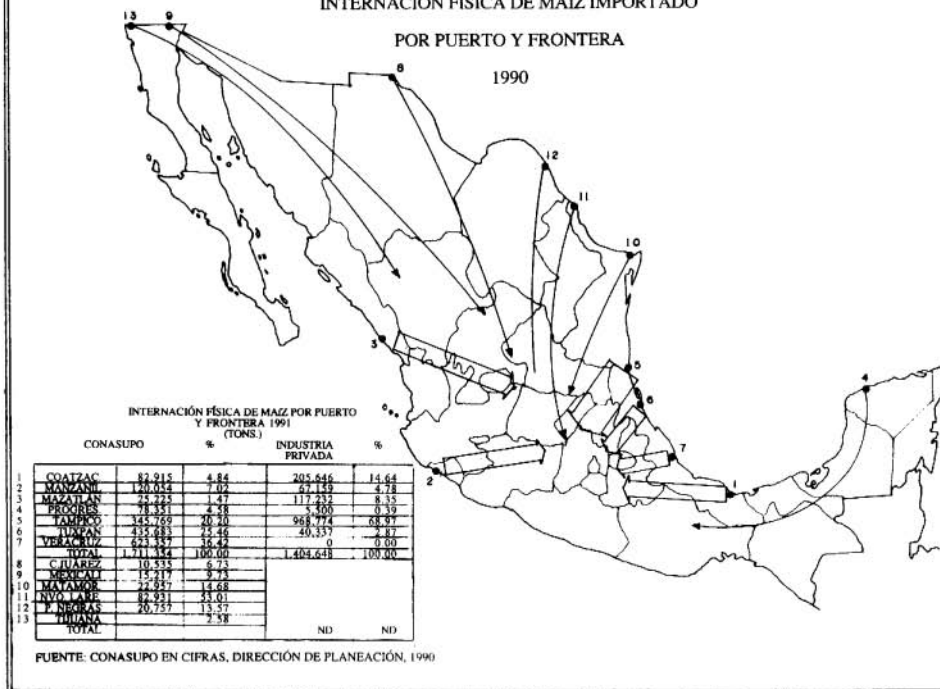 INTERNACIÓN FÍSICA DE MAÍZ IMPORTADO
POR PUERTO Y FRONTERA
1990
13 9
8
12
11
10
3
5
4
6
7
2
1
INTERNACIÓN FÍSICA DE MAIZ POR PUERTO
Y FRONTERA 1991
(TONS.)
CONASUPO % INDUSTRIA PRIVADA %
1 COATZAC 82,915 4.84 205,646 14.64
2 MANZANIL 120,054 7.02 67,159 4.78
3 MAZATLÁN 25,225 1.47 117,232 8.35
4 PROGRES 78,351 4.58 5,500 0.39
5 TAMPICO 345,769 20.20 968,774 68.97
6 TUXPAN 435,683 25.46 40,337 2.87
7 VERACRUZ 623,357 36.42 0 0.00
TOTAL 1,711,354 100.00 1,404,648 100.00
8 C.JUÁREZ 10,535 6.73
9 MEXICALI 15,217 9.73
10 MATAMOR. 22,957 14.68
11 NVO LARE. 82,931 53.01
12 P. NEGRAS 20,757 13.57
13 TIJUANA 2.58
TOTAL ND ND
FUENTE: CONASUPO EN CIFRAS, DIRECCIÓN DE PLANEACIÓN, 1990